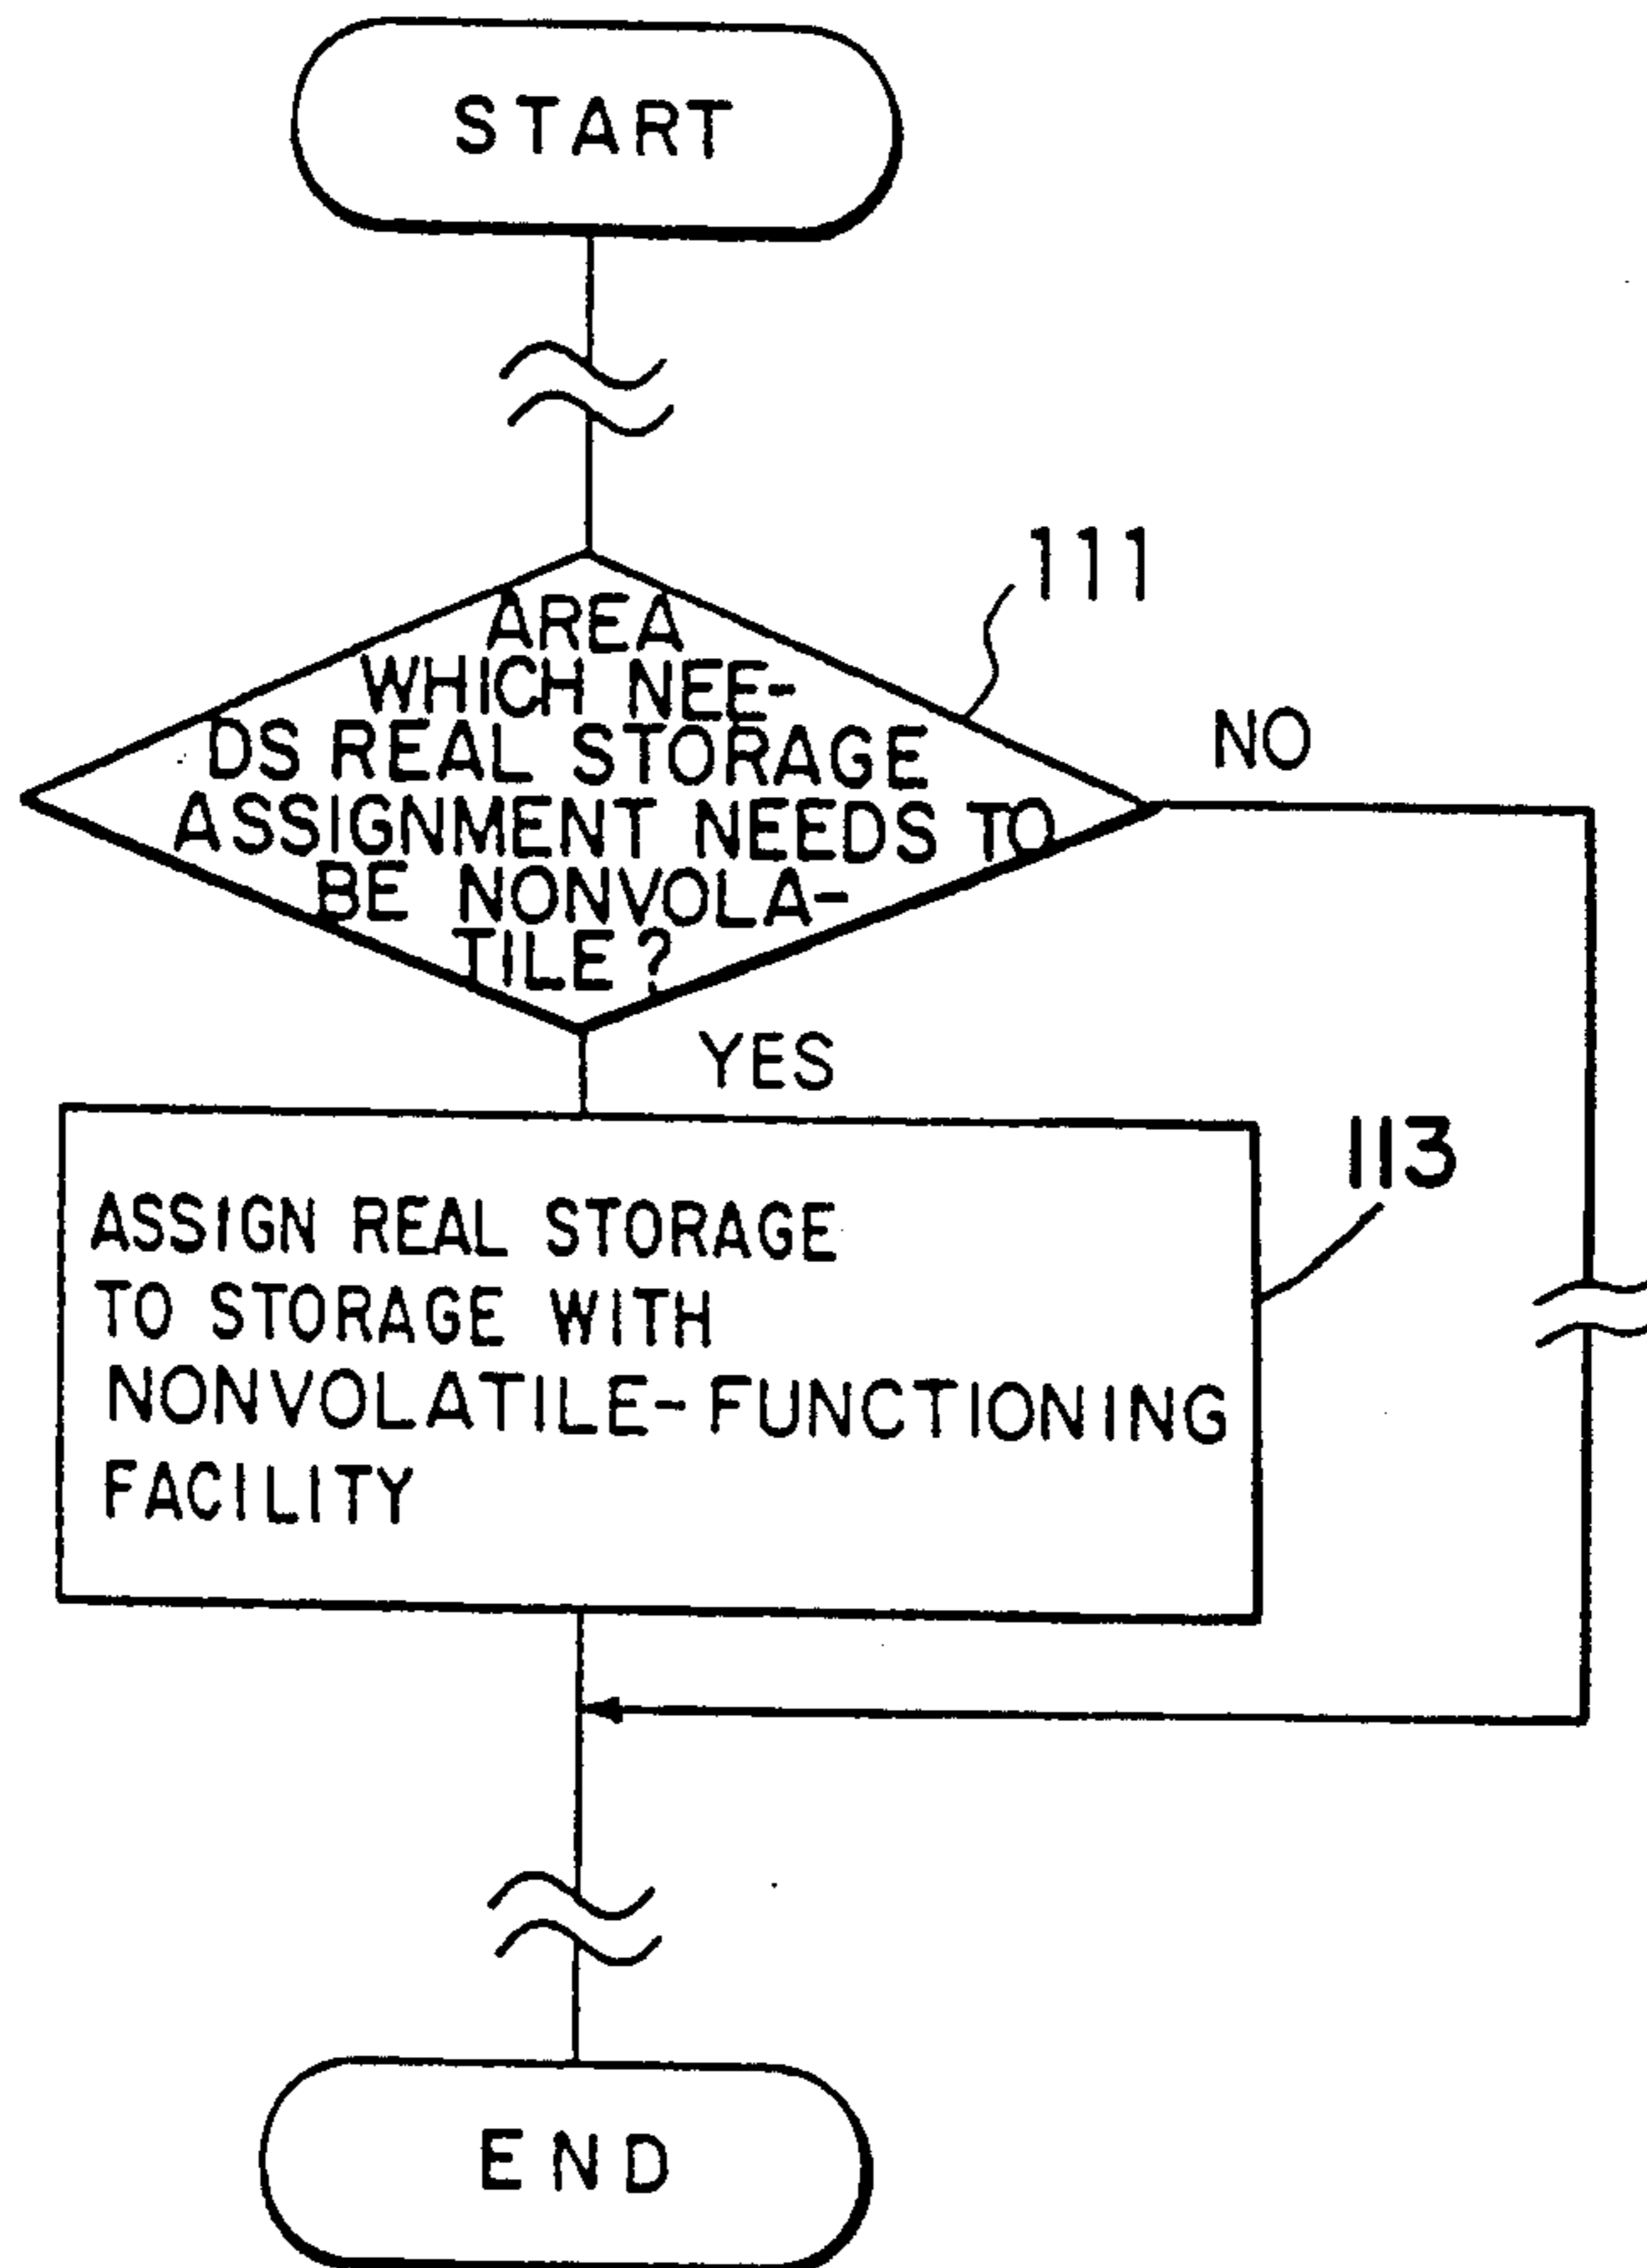 START
111
AREA
WHICH NEE-
DS REAL STORAGE
ASSIGNMENT NEEDS TO
BE NONVOLA-
TILE?
NO
YES
113
ASSIGN REAL STORAGE
TO STORAGE WITH
NONVOLATILE-FUNCTIONING
FACILITY
END